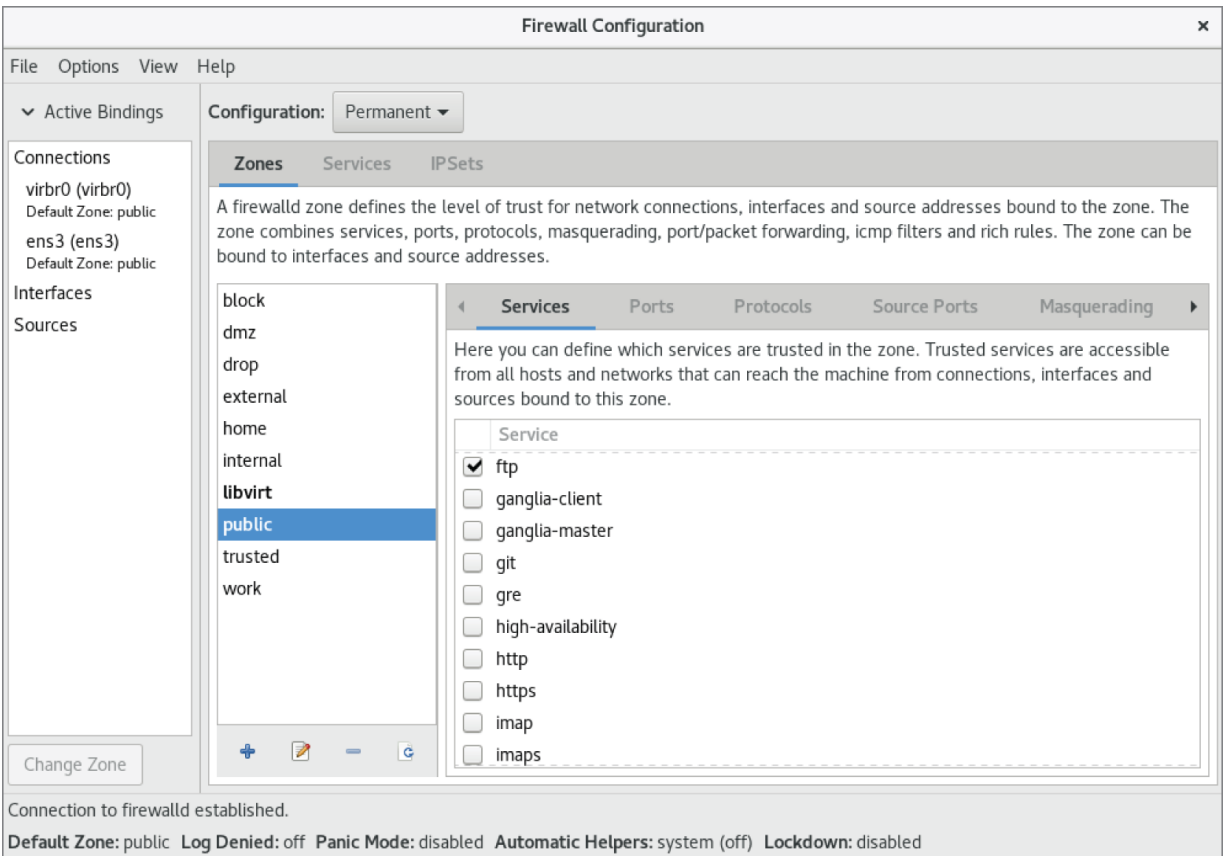 Firewall Configuration
File Options View Help
Active Bindings
Configuration: Permanent
Connections
virbr0 (virbr0)
Default Zone: public
ens3 (ens3)
Default Zone: public
Interfaces
Sources
Change Zone
Zones Services IPSets
A firewalld zone defines the level of trust for network connections, interfaces and source addresses bound to the zone. The
zone combines services, ports, protocols, masquerading, port/packet forwarding, icmp filters and rich rules. The zone can be
bound to interfaces and source addresses.
block
dmz
drop
external
home
internal
libvirt
public
trusted
work
Services Ports Protocols Source Ports Masquerading
Here you can define which services are trusted in the zone. Trusted services are accessible
from all hosts and networks that can reach the machine from connections, interfaces and
sources bound to this zone.
Service
ftp
ganglia-client
ganglia-master
git
gre
high-availability
http
https
imap
imaps
Connection to firewalld established.
Default Zone: public Log Denied: off Panic Mode: disabled Automatic Helpers: system (off) Lockdown: disabled